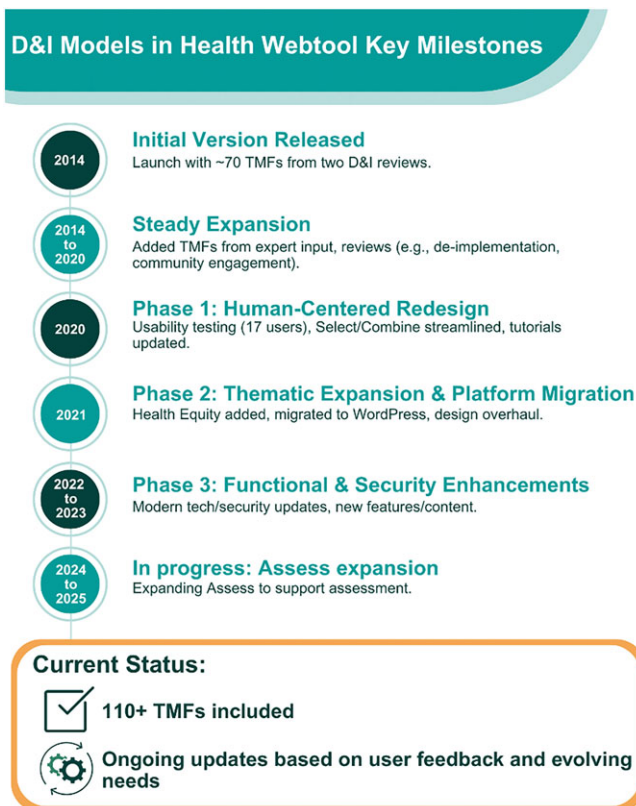 D&I Models in Health Webtool Key Milestones
2014
Initial Version Released
Launch with ~70 TMFs from two D&I reviews.
2014
to
2020
Steady Expansion
Added TMFs from expert input, reviews (e.g., de-implementation,
community engagement).
2020
Phase 1: Human-Centered Redesign
Usability testing (17 users), Select/Combine streamlined, tutorials
updated.
2021
Phase 2: Thematic Expansion & Platform Migration
Health Equity added, migrated to WordPress, design overhaul.
2022
to
2023
Phase 3: Functional & Security Enhancements
Modern tech/security updates, new features/content.
2024
to
2025
In progress: Assess expansion
Expanding Assess to support assessment.
Current Status:
110+ TMFs included
Ongoing updates based on user feedback and evolving
needs